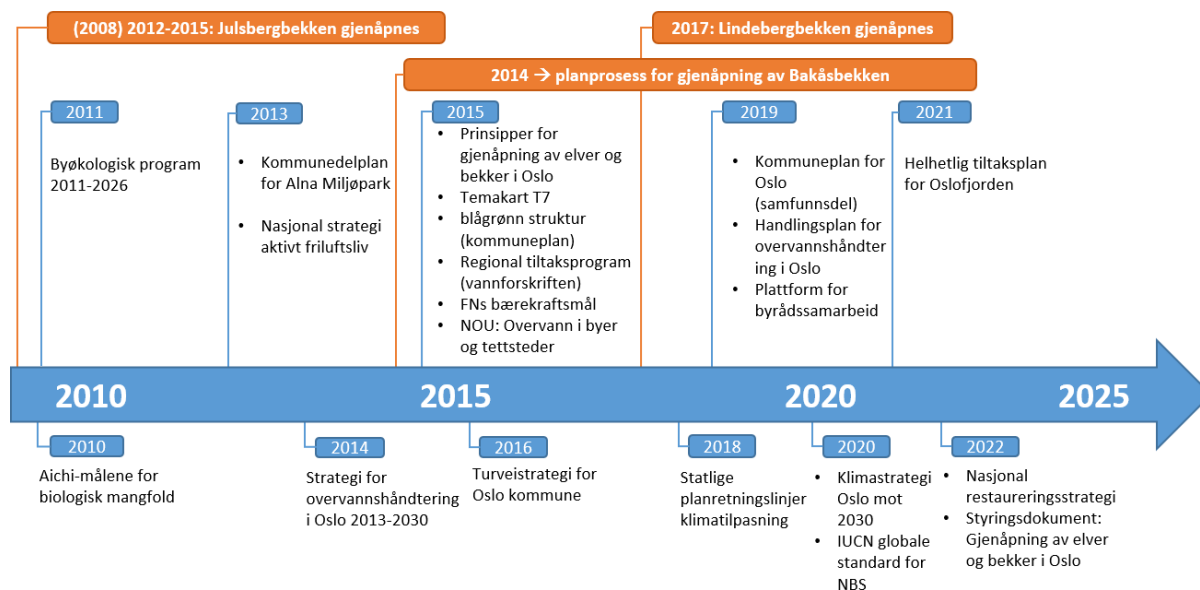 (2008) 2012-2015: Julsbergbekken gjenåpnes
2017: Lindebergbekken gjenåpnes
2014 → planprosess for gjenåpning av Bakåsbekken
2011
Byøkologisk program
2011-2026
2013
• Kommunedelplan
for Alna Miljøpark
• Nasjonal strategi
aktivt friluftsliv
2015
• Prinsipper for
gjenåpning av elver og
bekker i Oslo
• Temakart T7
• blågrønn struktur
(kommuneplan)
• Regional tiltaksprogram
(vannforskriften)
• FNs bærekraftsmål
• NOU: Overvann i byer
og tettsteder
2019
• Kommuneplan for
Oslo
(samfunnsdel)
• Handlingsplan for
overvannshåndter
ing i Oslo
• Plattform for
byrådssamarbeid
2021
Helhetlig tiltaksplan
for Oslofjorden
2010
2015
2020
2025
2010
Aichi-målene for
biologisk mangfold
2014
Strategi for
overvannshåndtering
i Oslo 2013-2030
2016
Turveistrategi for
Oslo kommune
2018
Statlige
planretningslinjer
klimatilpasning
2020
• Klimastrategi
Oslo mot
2030
• IUCN globale
standard for
NBS
2022
• Nasjonal
restaureringsstrategi
• Styringsdokument:
Gjenåpning av elver
og bekker i Oslo